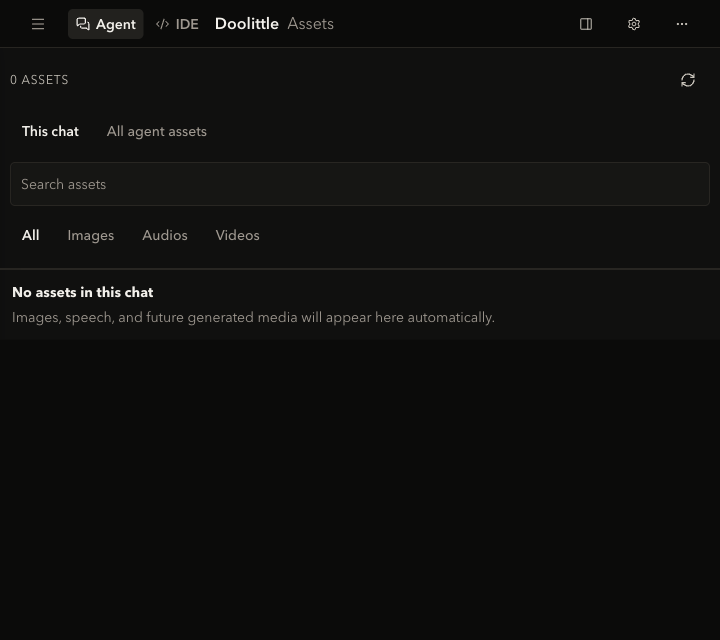 Agent IDE Doolittle Assets
0 ASSETS
This chat All agent assets
Search assets
All Images Audios Videos
No assets in this chat
Images, speech, and future generated media will appear here automatically.